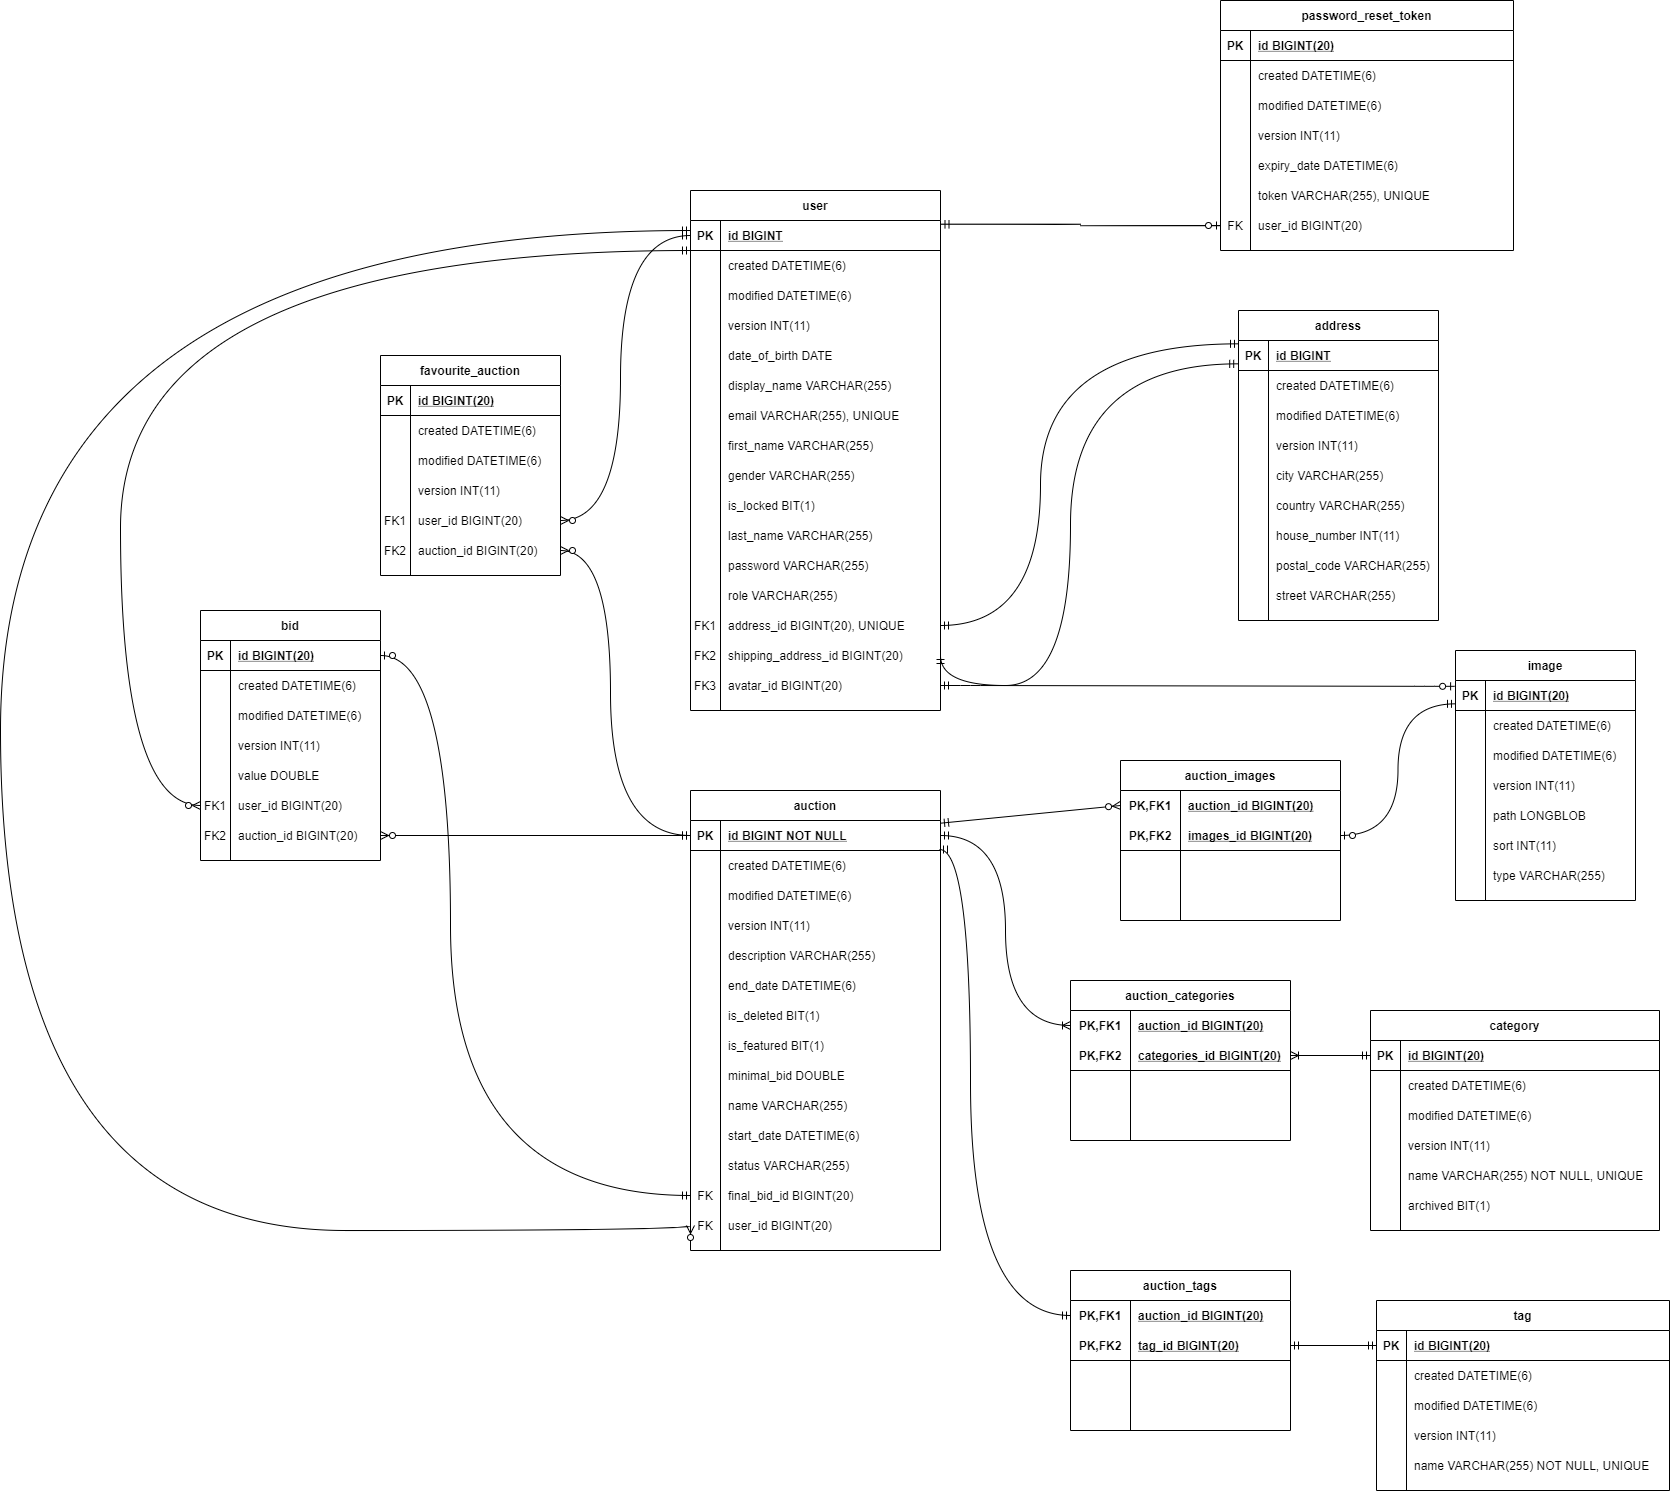 password_reset_token
PK id BIGINT(20)
created DATETIME(6)
modified DATETIME(6)
version INT(11)
expiry_date DATETIME(6)
token VARCHAR(255), UNIQUE
FK user_id BIGINT(20)
user
PK id BIGINT
created DATETIME(6)
modified DATETIME(6)
version INT(11)
date_of_birth DATE
display_name VARCHAR(255)
email VARCHAR(255), UNIQUE
first_name VARCHAR(255)
gender VARCHAR(255)
is_locked BIT(1)
last_name VARCHAR(255)
password VARCHAR(255)
role VARCHAR(255)
FK1 address_id BIGINT(20), UNIQUE
FK2 shipping_address_id BIGINT(20)
FK3 avatar_id BIGINT(20)
address
PK id BIGINT
created DATETIME(6)
modified DATETIME(6)
version INT(11)
city VARCHAR(255)
country VARCHAR(255)
house_number INT(11)
postal_code VARCHAR(255)
street VARCHAR(255)
favourite_auction
PK id BIGINT(20)
created DATETIME(6)
modified DATETIME(6)
version INT(11)
FK1 user_id BIGINT(20)
FK2 auction_id BIGINT(20)
bid
PK id BIGINT(20)
created DATETIME(6)
modified DATETIME(6)
version INT(11)
value DOUBLE
FK1 user_id BIGINT(20)
FK2 auction_id BIGINT(20)
image
PK id BIGINT(20)
created DATETIME(6)
modified DATETIME(6)
version INT(11)
path LONGBLOB
sort INT(11)
type VARCHAR(255)
auction_images
PK,FK1 auction_id BIGINT(20)
PK,FK2 images_id BIGINT(20)
auction
PK id BIGINT NOT NULL
created DATETIME(6)
modified DATETIME(6)
version INT(11)
description VARCHAR(255)
end_date DATETIME(6)
is_deleted BIT(1)
is_featured BIT(1)
minimal_bid DOUBLE
name VARCHAR(255)
start_date DATETIME(6)
status VARCHAR(255)
FK final_bid_id BIGINT(20)
FK user_id BIGINT(20)
auction_categories
PK,FK1 auction_id BIGINT(20)
PK,FK2 categories_id BIGINT(20)
category
PK id BIGINT(20)
created DATETIME(6)
modified DATETIME(6)
version INT(11)
name VARCHAR(255) NOT NULL, UNIQUE
archived BIT(1)
auction_tags
PK,FK1 auction_id BIGINT(20)
PK,FK2 tag_id BIGINT(20)
tag
PK id BIGINT(20)
created DATETIME(6)
modified DATETIME(6)
version INT(11)
name VARCHAR(255) NOT NULL, UNIQUE